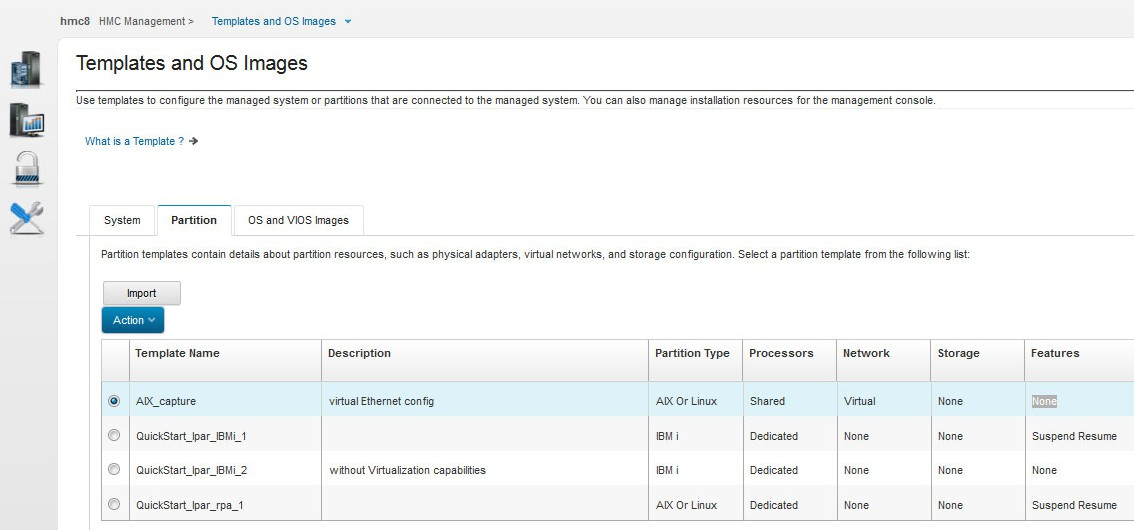 hmc8 HMC Management > Templates and OS Images
Templates and OS Images
Use templates to configure the managed system or partitions that are connected to the managed system. You can also manage installation resources for the management console.
What is a Template ?
System Partition OS and VIOS Images
Partition templates contain details about partition resources, such as physical adapters, virtual networks, and storage configuration. Select a partition template from the following list:
Import
Action
Template Name Description Partition Type Processors Network Storage Features
AIX_capture virtual Ethernet config AIX Or Linux Shared Virtual None None
QuickStart_lpar_IBMi_1 IBM i Dedicated None None Suspend Resume
QuickStart_lpar_IBMi_2 without Virtualization capabilities IBM i Dedicated None None None
QuickStart_lpar_rpa_1 AIX Or Linux Dedicated None None Suspend Resume